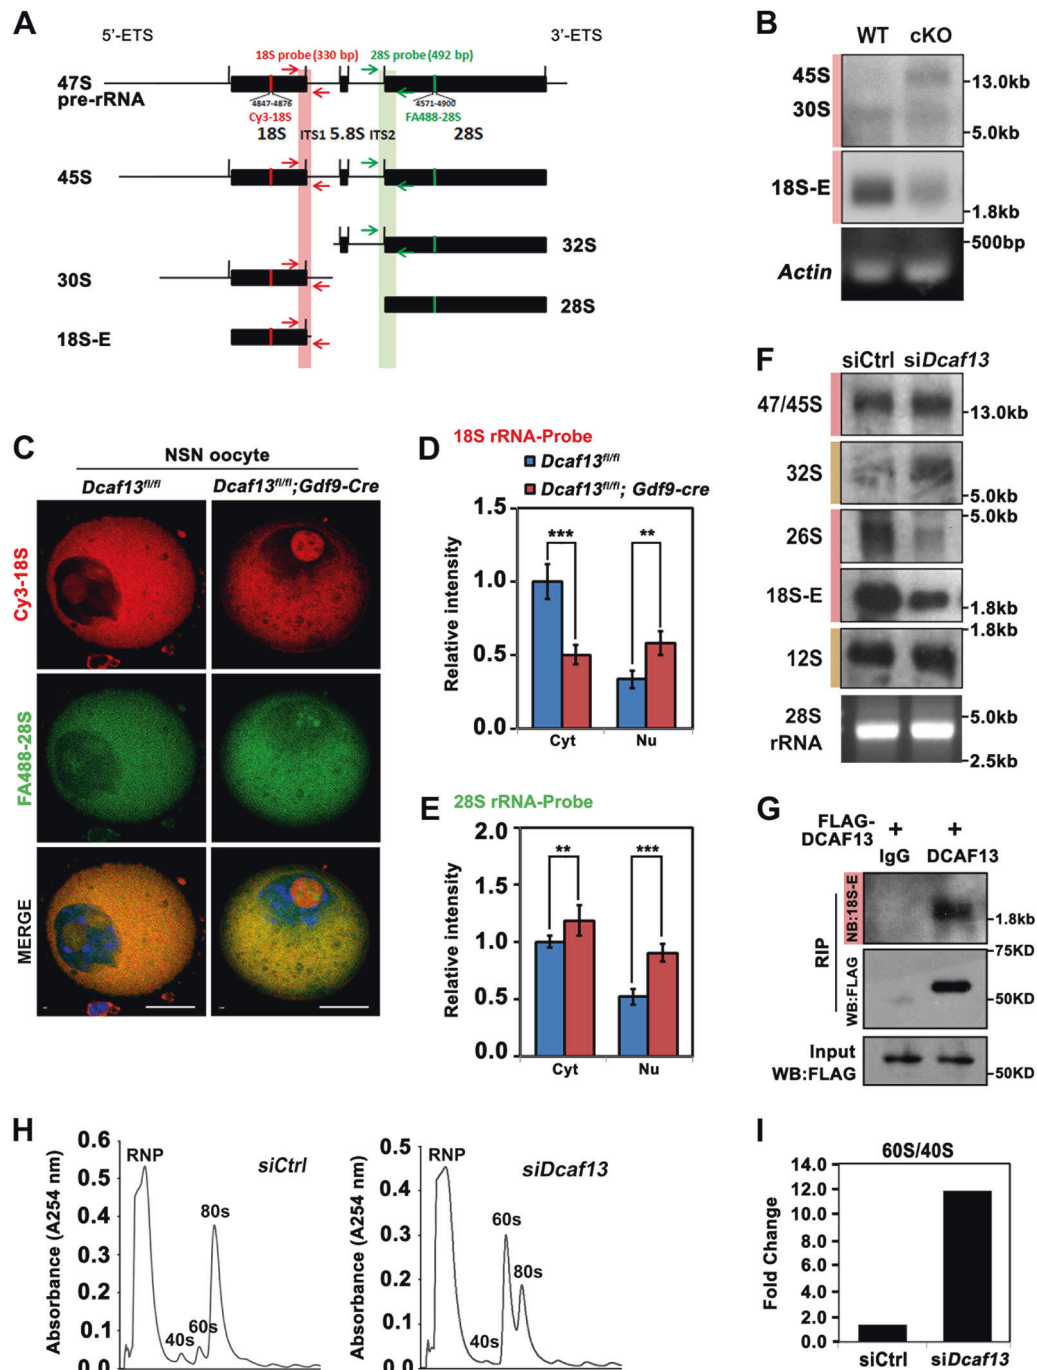 A
5'-ETS
3'-ETS
18S probe (330 bp)
28S probe (492 bp)
47S
pre-rRNA
4847-4876
Cy3-18S
4571-4900
FA488-28S
18S
ITS1
5.8S
ITS2
28S
45S
32S
30S
28S
18S-E
B
WT
cKO
45S
30S
13.0kb
5.0kb
18S-E
1.8kb
500bp
Actin
C
NSN oocyte
Dcaf13fl/fl
Dcaf13fl/fl;Gdf9-Cre
Cy3-18S
FA488-28S
MERGE
D
18S rRNA-Probe
Dcaf13fl/fl
Dcaf13fl/fl; Gdf9-cre
Relative intensity
1.5
1.0
0.5
0.0
***
**
Cyt
Nu
E
28S rRNA-Probe
Relative intensity
2.0
1.5
1.0
0.5
0.0
**
***
Cyt
Nu
F
siCtrl
siDcaf13
47/45S
13.0kb
32S
5.0kb
26S
5.0kb
18S-E
1.8kb
12S
1.8kb
28S
rRNA
5.0kb
2.5kb
G
FLAG-
DCAF13
+
+
IgG
DCAF13
RIP
NB:18S-E
1.8kb
WB:FLAG
75KD
50KD
Input
WB:FLAG
50KD
H
Absorbance (A254 nm)
0.6
0.5
0.4
0.3
0.2
0.1
0.0
RNP
siCtrl
40s
60s
80s
Absorbance (A254 nm)
0.5
0.4
0.3
0.2
0.1
0.0
RNP
siDcaf13
40s
60s
80s
I
60S/40S
Fold Change
14.0
12.0
10.0
8.0
6.0
4.0
2.0
0.0
siCtrl
siDcaf13